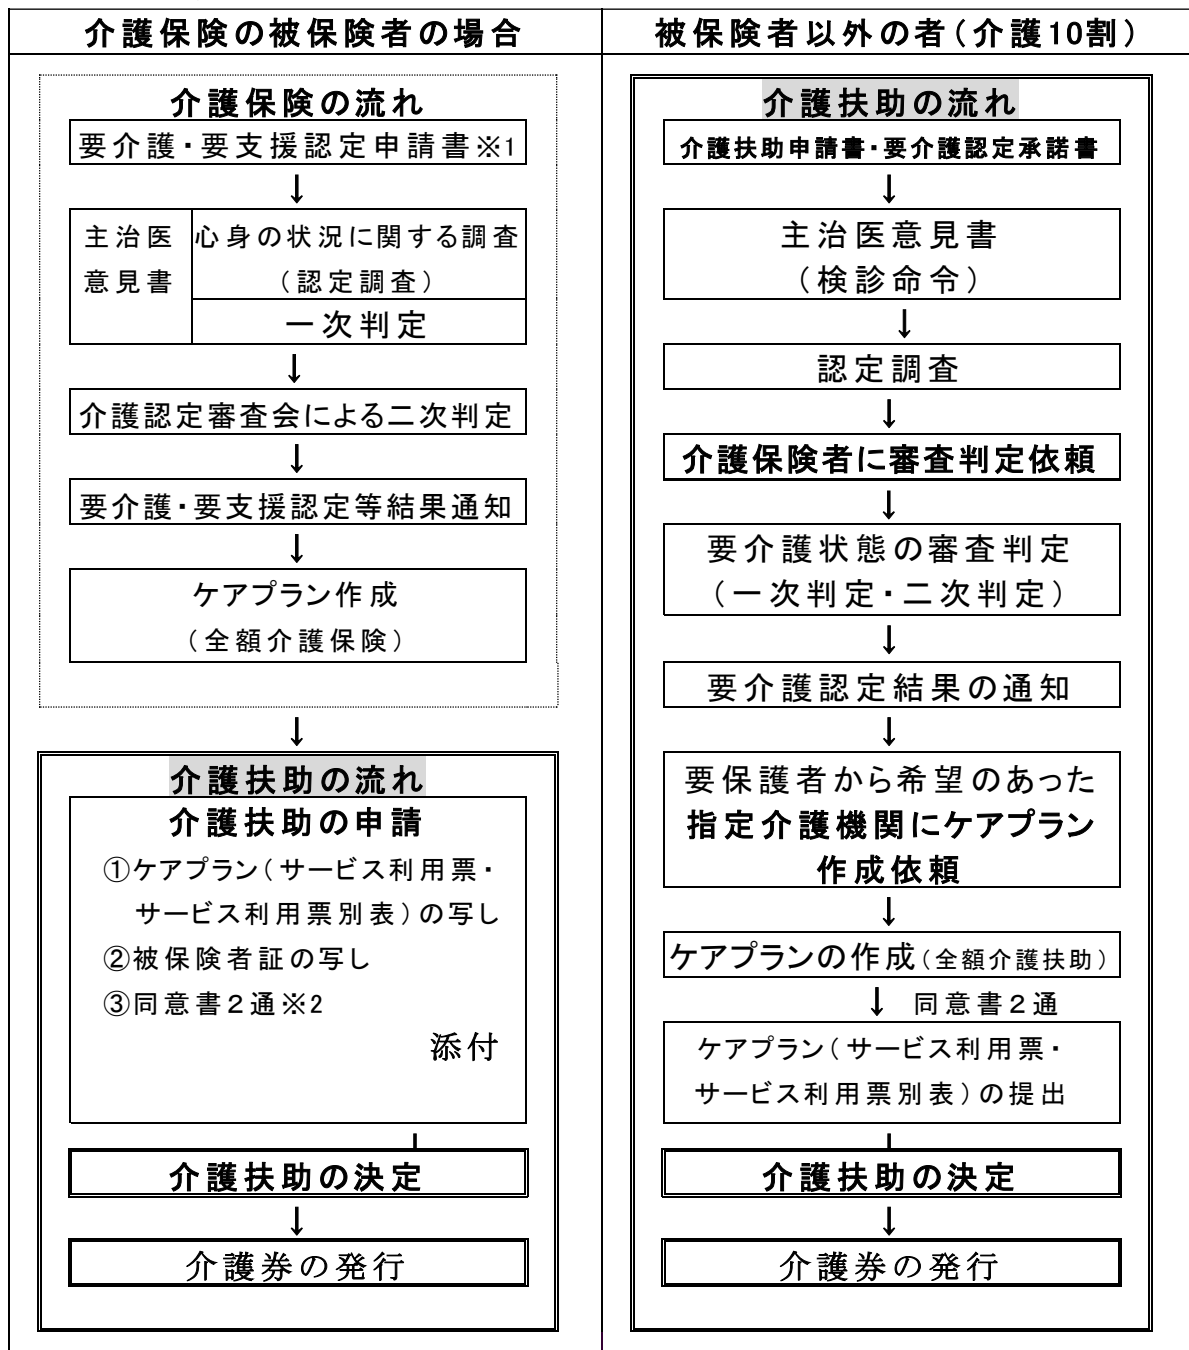 介護保険の被保険者の場合
介護保険の流れ
要介護・要支援認定申請書※1
↓
主治医
意見書
心身の状況に関する調査
（認定調査）
一次判定
↓
介護認定審査会による二次判定
↓
要介護・要支援認定等結果通知
↓
ケアプラン作成
（全額介護保険）
↓
介護扶助の流れ
介護扶助の申請
①ケアプラン（サービス利用票・
サービス利用票別表）の写し
②被保険者証の写し
③同意書２通※2
添付
介護扶助の決定
↓
介護券の発行
被保険者以外の者（介護10割）
介護扶助の流れ
介護扶助申請書・要介護認定承諾書
↓
主治医意見書
（検診命令）
↓
認定調査
↓
介護保険者に審査判定依頼
↓
要介護状態の審査判定
（一次判定・二次判定）
↓
要介護認定結果の通知
↓
要保護者から希望のあった
指定介護機関にケアプラン
作成依頼
↓
ケアプランの作成（全額介護扶助）
↓ 同意書２通
ケアプラン（サービス利用票・
サービス利用票別表）の提出
介護扶助の決定
↓
介護券の発行